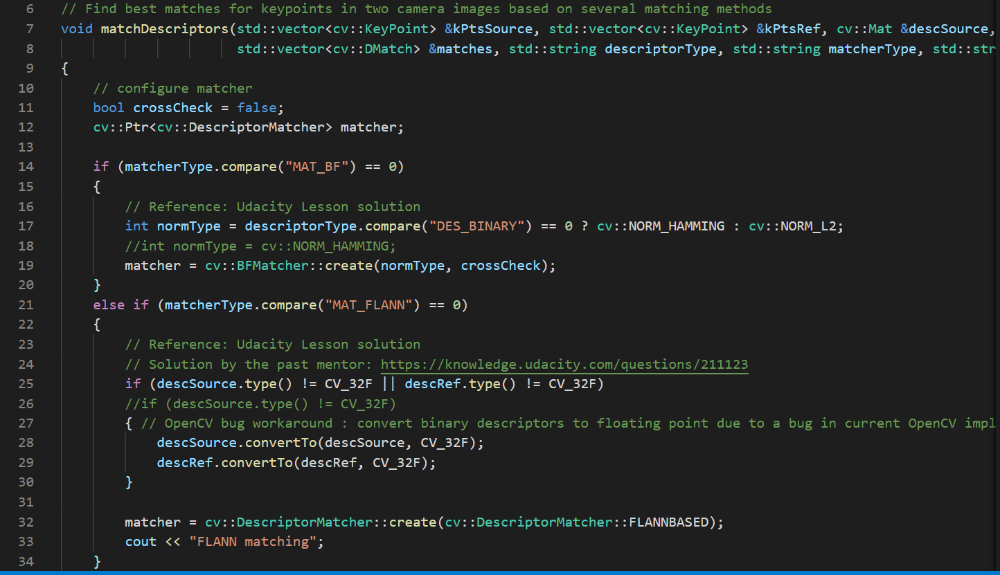 6 // Find best matches for keypoints in two camera images based on several matching methods
7 void matchDescriptors(std::vector<cv::KeyPoint> &kPtsSource, std::vector<cv::KeyPoint> &kPtsRef, cv::Mat &descSource,
8 std::vector<cv::DMatch> &matches, std::string descriptorType, std::string matcherType, std::str
9 {
10 // configure matcher
11 bool crossCheck = false;
12 cv::Ptr<cv::DescriptorMatcher> matcher;
13
14 if (matcherType.compare("MAT_BF") == 0)
15 {
16 // Reference: Udacity Lesson solution
17 int normType = descriptorType.compare("DES_BINARY") == 0 ? cv::NORM_HAMMING : cv::NORM_L2;
18 //int normType = cv::NORM_HAMMING;
19 matcher = cv::BFMatcher::create(normType, crossCheck);
20 }
21 else if (matcherType.compare("MAT_FLANN") == 0)
22 {
23 // Reference: Udacity Lesson solution
24 // Solution by the past mentor: https://knowledge.udacity.com/questions/211123
25 if (descSource.type() != CV_32F || descRef.type() != CV_32F)
26 //if (descSource.type() != CV_32F)
27 { // OpenCV bug workaround : convert binary descriptors to floating point due to a bug in current OpenCV impl
28 descSource.convertTo(descSource, CV_32F);
29 descRef.convertTo(descRef, CV_32F);
30 }
31
32 matcher = cv::DescriptorMatcher::create(cv::DescriptorMatcher::FLANNBASED);
33 cout << "FLANN matching";
34 }